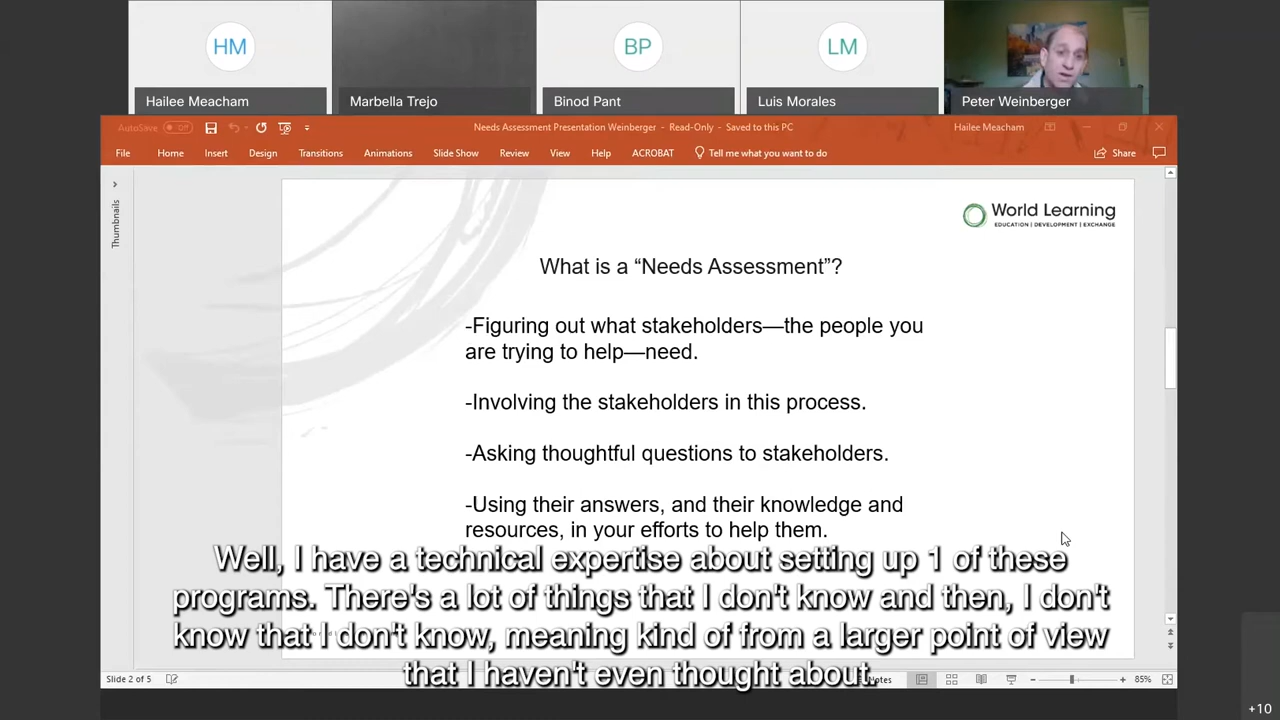 HM
BP
LM
Hailee Meacham
Marbella Trejo
Binod Pant
Luis Morales
Peter Weinberger
AutoSave
Off
Needs Assessment Presentation Weinberger - Read-Only - Saved to this PC
Hailee Meacham
File Home Insert Design Transitions Animations Slide Show Review View Help ACROBAT Tell me what you want to do Share
Thumbnails
World Learning
EDUCATION | DEVELOPMENT | EXCHANGE
What is a “Needs Assessment”?
-Figuring out what stakeholders—the people you
are trying to help—need.
-Involving the stakeholders in this process.
-Asking thoughtful questions to stakeholders.
-Using their answers, and their knowledge and
resources, in your efforts to help them.
Well, I have a technical expertise about setting up 1 of these
programs. There's a lot of things that I don't know and then, I don't
know that I don't know, meaning kind of from a larger point of view
that I haven't even thought about.
Slide 2 of 5
Notes
85%
+10